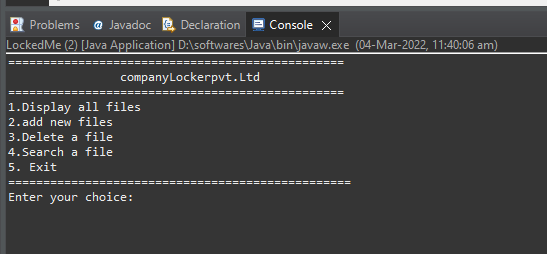 Problems @ Javadoc Declaration Console
LockedMe (2) [Java Application] D:\softwares\Java\bin\javaw.exe (04-Mar-2022, 11:40:06 am)
================================================
companyLockerpvt.Ltd
================================================
1.Display all files
2.add new files
3.Delete a file
4.Search a file
5. Exit
=================================================
Enter your choice: